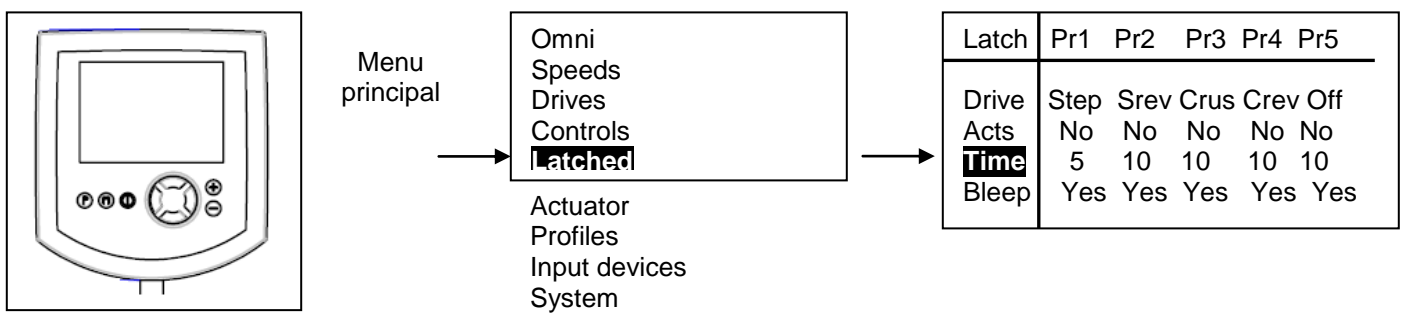 Menu
principal
Omni
Speeds
Drives
Controls
Latched
Actuator
Profiles
Input devices
System
Latch Pr1 Pr2 Pr3 Pr4 Pr5
Drive Step Srev Crus Crev Off
Acts No No No No No
Time 5 10 10 10 10
Bleep Yes Yes Yes Yes Yes